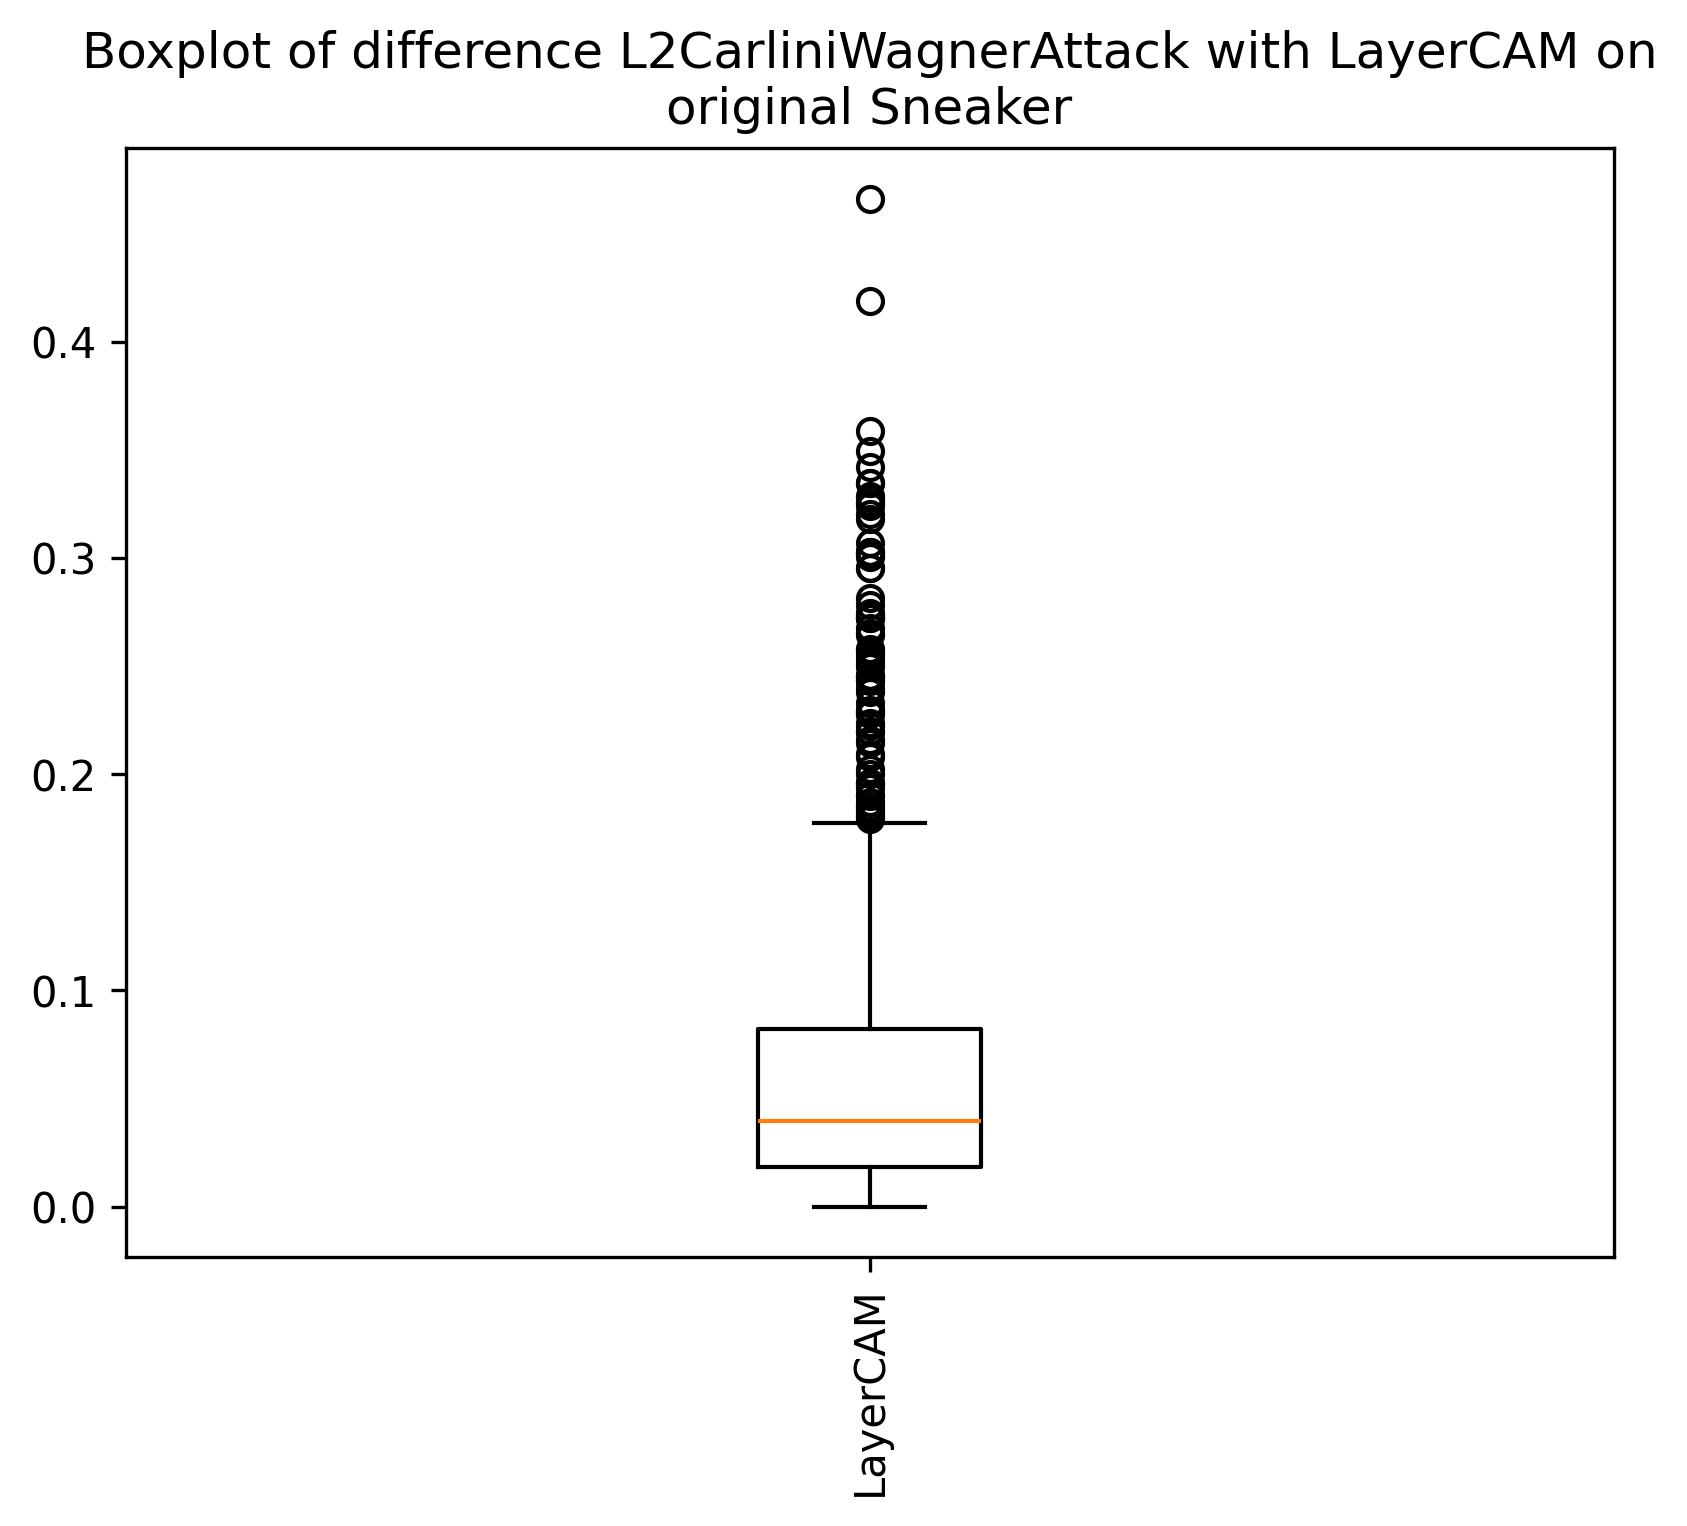 Boxplot of difference L2CarliniWagnerAttack with LayerCAM on
original Sneaker
0.4
0.3
0.2
0.1
0.0
LayerCAM